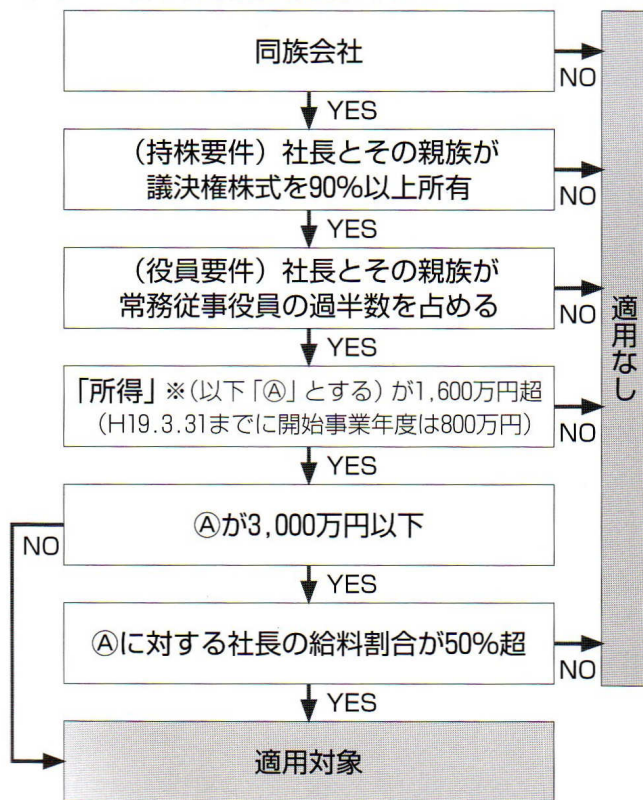 同族会社
NO
YES
（持株要件）社長とその親族が
議決権株式を90％以上所有
NO
YES
（役員要件）社長とその親族が
常務従事役員の過半数を占める
NO
YES
「所得」※（以下「Ⓐ」とする）が1,600万円超
（H19.3.31までに開始事業年度は800万円）
NO
YES
Ⓐが3,000万円以下
NO
YES
Ⓐに対する社長の給料割合が50％超
NO
YES
適用対象
適用なし